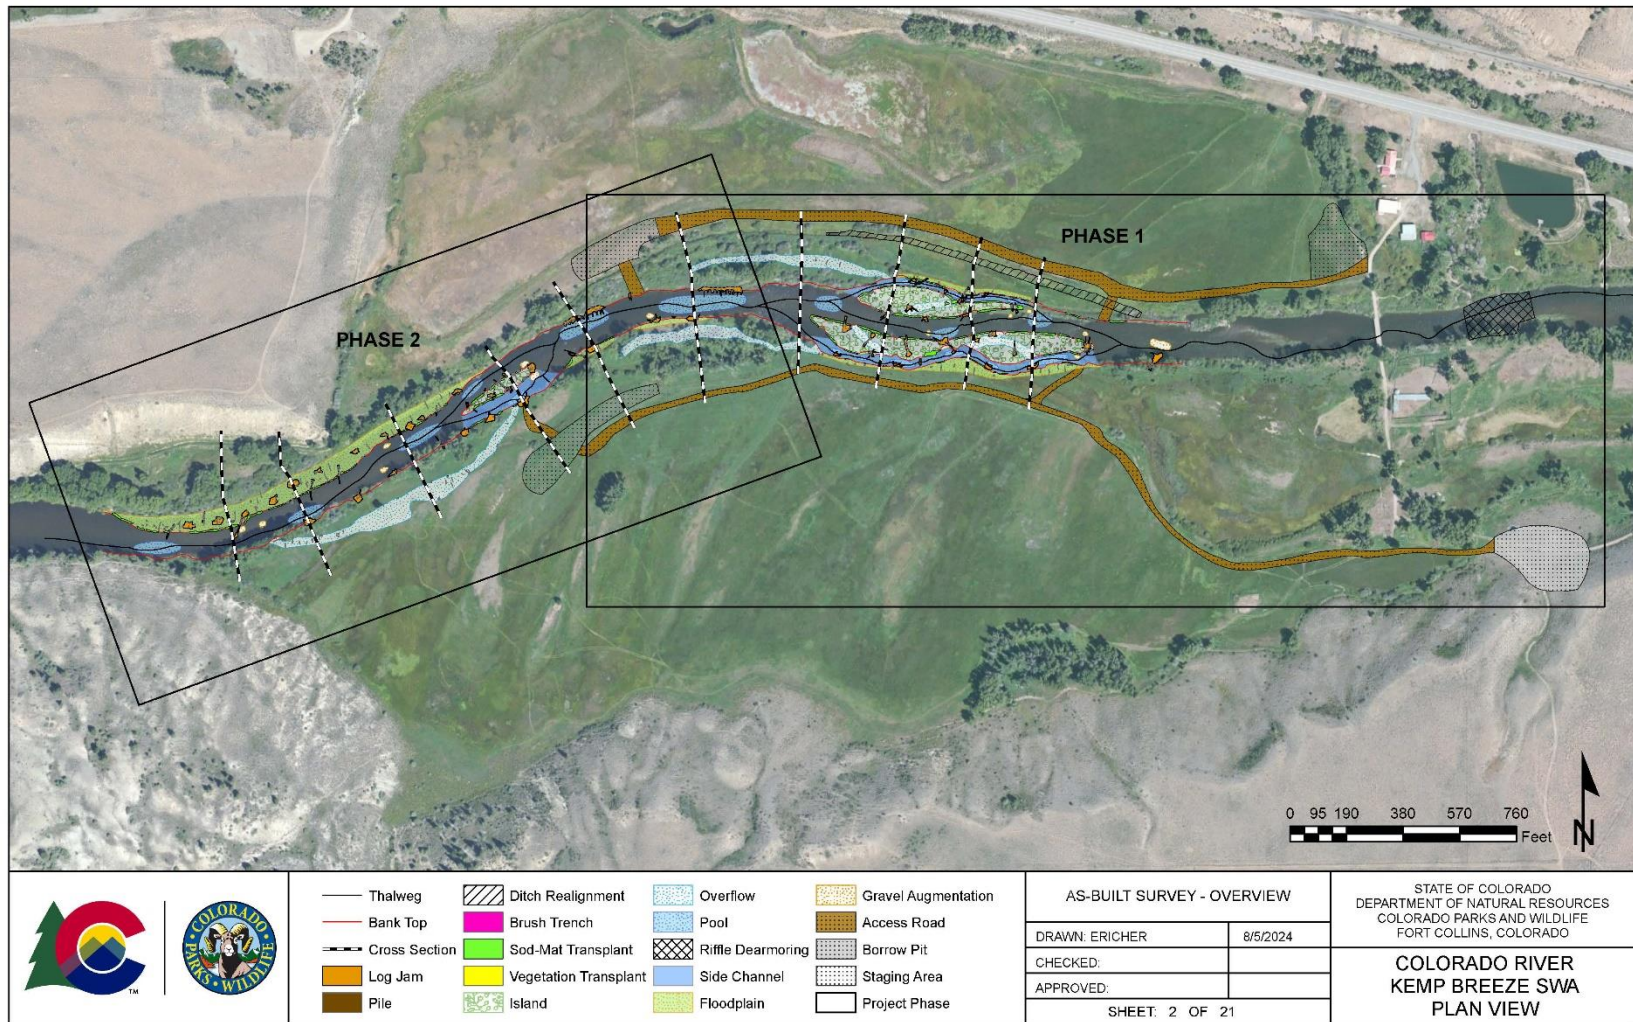 PHASE 1
PHASE 2
0 95 190 380 570 760
Feet
N
COLORADO
PARKS • WILDLIFE
TM
Thalweg
Bank Top
Cross Section
Log Jam
Pile
Ditch Realignment
Brush Trench
Sod-Mat Transplant
Vegetation Transplant
Island
Overflow
Pool
Riffle Dearmoring
Side Channel
Floodplain
Gravel Augmentation
Access Road
Borrow Pit
Staging Area
Project Phase
AS-BUILT SURVEY - OVERVIEW
DRAWN: ERICHER 8/5/2024
CHECKED:
APPROVED:
SHEET: 2 OF 21
STATE OF COLORADO
DEPARTMENT OF NATURAL RESOURCES
COLORADO PARKS AND WILDLIFE
FORT COLLINS, COLORADO
COLORADO RIVER
KEMP BREEZE SWA
PLAN VIEW